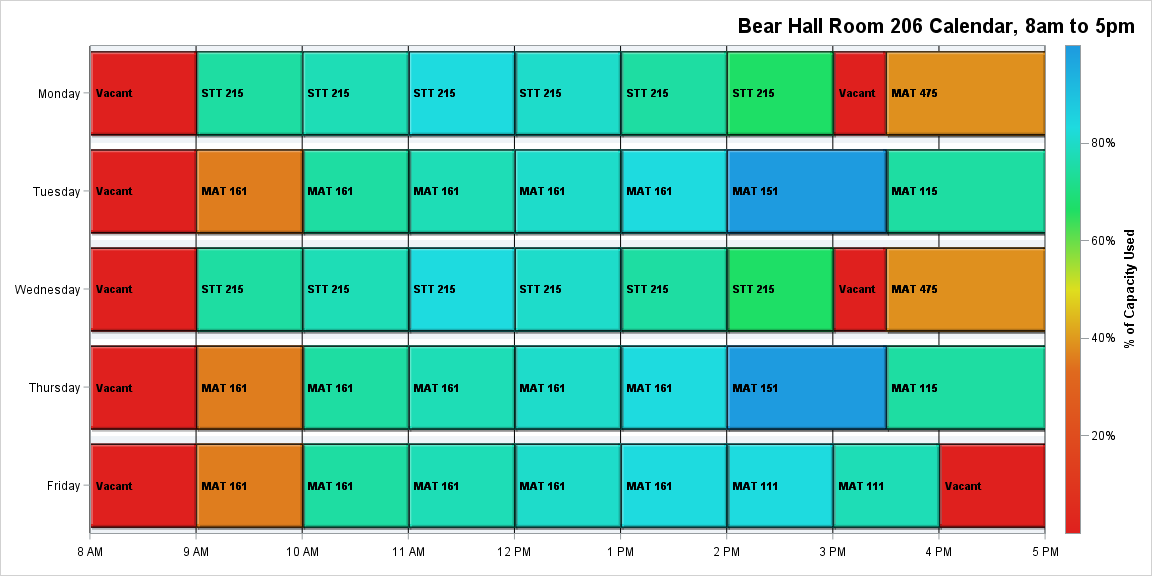 Bear Hall Room 206 Calendar, 8am to 5pm
Monday Vacant STT 215 STT 215 STT 215 STT 215 STT 215 STT 215 Vacant MAT 475
80%
Tuesday Vacant MAT 161 MAT 161 MAT 161 MAT 161 MAT 161 MAT 151 MAT 115
60%
% of Capacity Used
Wednesday Vacant STT 215 STT 215 STT 215 STT 215 STT 215 STT 215 Vacant MAT 475
40%
Thursday Vacant MAT 161 MAT 161 MAT 161 MAT 161 MAT 161 MAT 151 MAT 115
20%
Friday Vacant MAT 161 MAT 161 MAT 161 MAT 161 MAT 161 MAT 111 MAT 111 Vacant
8 AM 9 AM 10 AM 11 AM 12 PM 1 PM 2 PM 3 PM 4 PM 5 PM